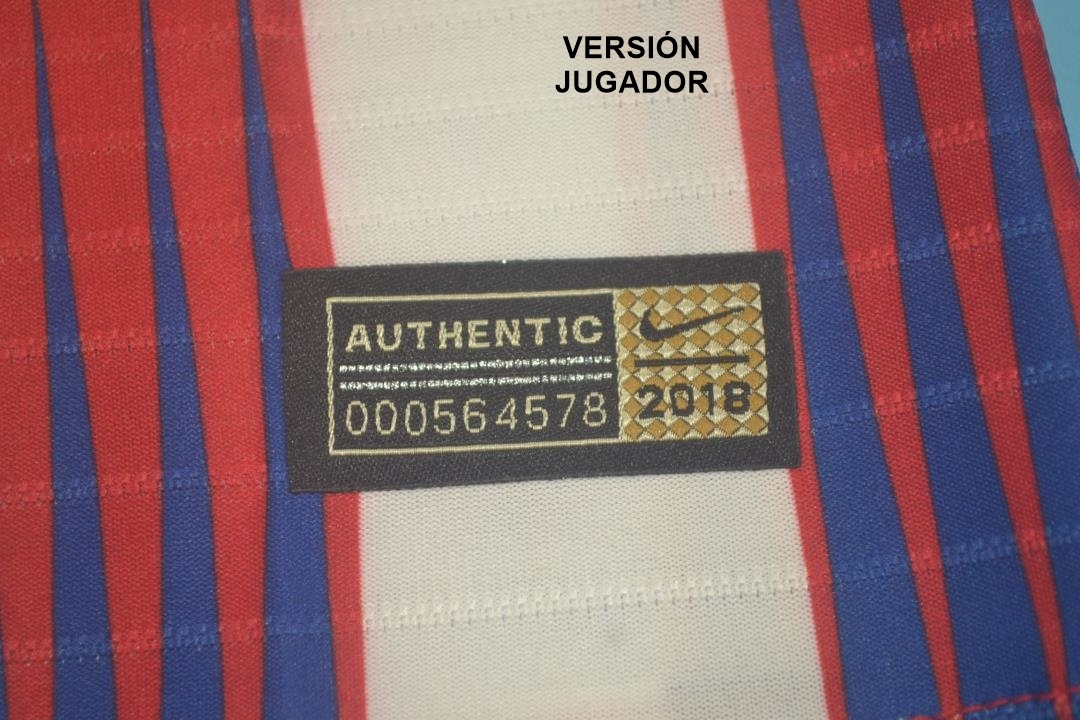 VERSIÓN
JUGADOR
AUTHENTIC
000564578
2018